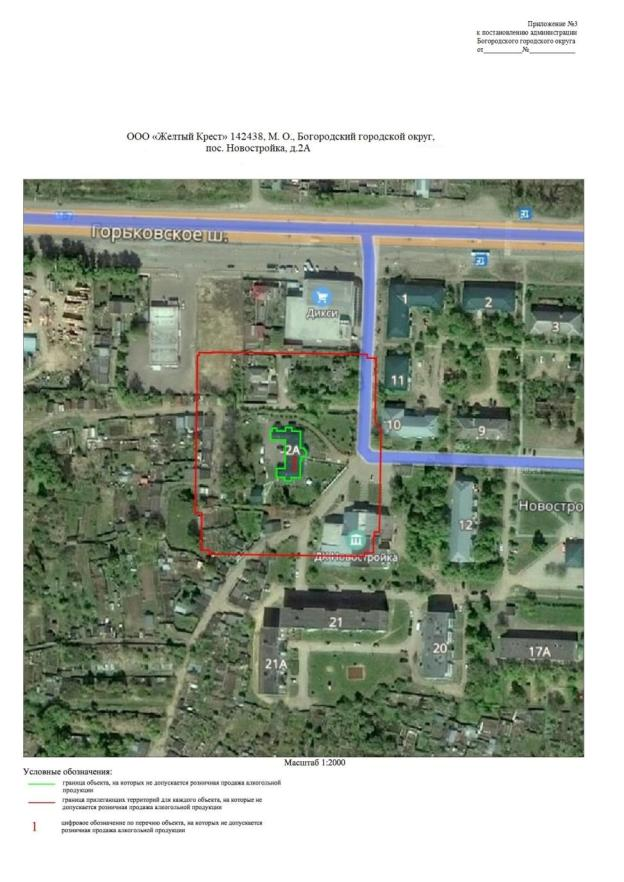 Приложение №3
к постановлению администрации
Богородского городского округа
от____________№______________
ООО «Желтый Крест» 142438, М. О., Богородский городской округ,
пос. Новостройка, д.2А
М-7
Горьковское ш.
Дикси
1
2
3
11
10
9
2А
12
Новостро
ДК Новостройка
21
20
21А
17А
Масштаб 1:2000
Условные обозначения:
граница объекта, на которых не допускается розничная продажа алкогольной
продукции
граница прилегающих территорий для каждого объекта, на которые не
допускается розничная продажа алкогольной продукции
1
цифровое обозначение по перечню объекта, на которых не допускается
розничная продажа алкогольной продукции